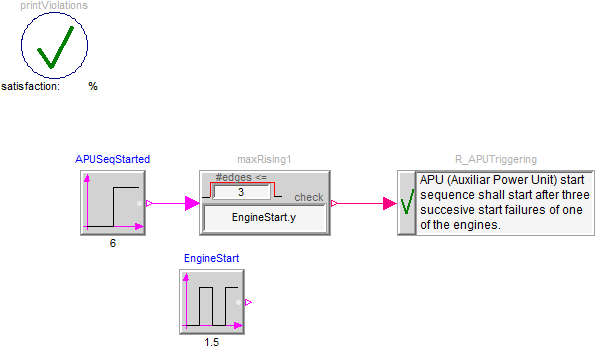 printViolations
satisfaction: %
APUSeqStarted
maxRising1
R_APUTriggering
#edges <=
3
check
EngineStart.y
APU (Auxiliar Power Unit) start
sequence shall start after three
succesive start failures of one
of the engines.
6
EngineStart
1.5